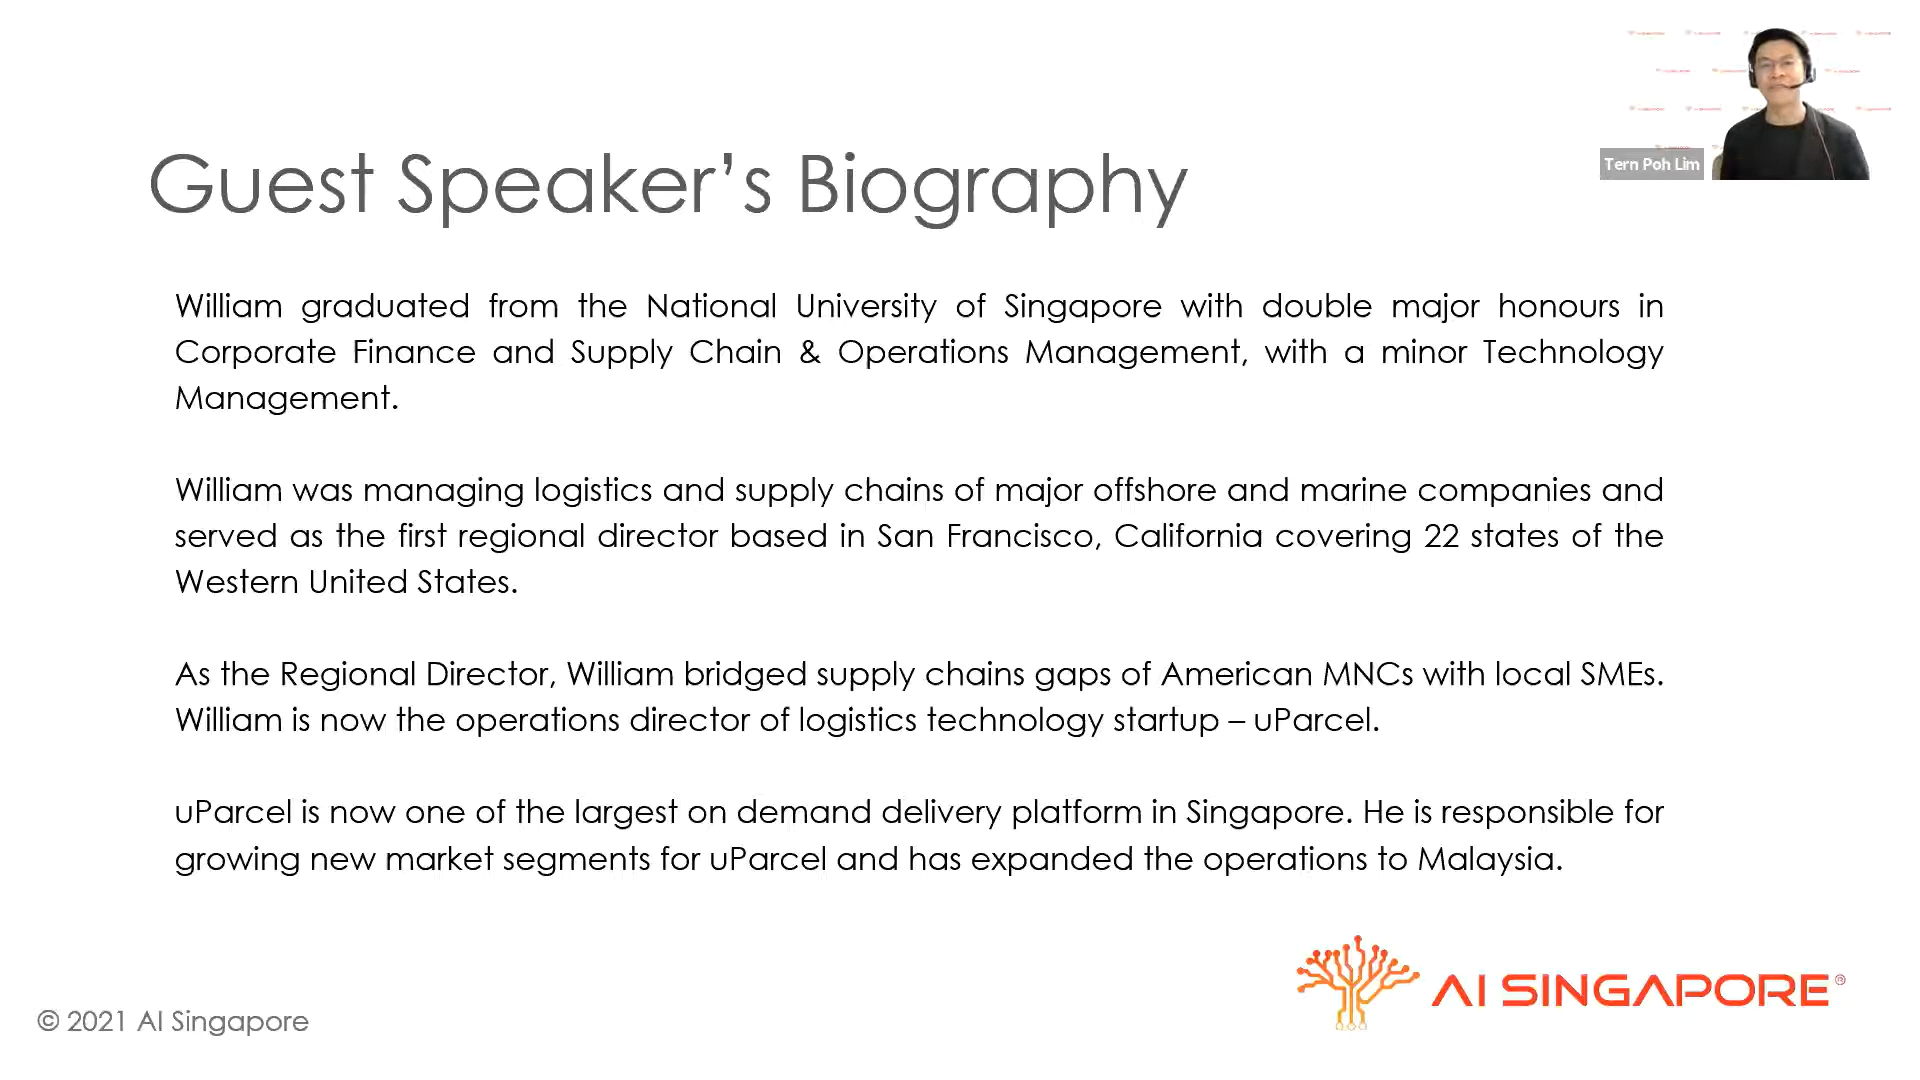 Tern Poh Lim
Guest Speaker’s Biography
William graduated from the National University of Singapore with double major honours in
Corporate Finance and Supply Chain & Operations Management, with a minor Technology
Management.
William was managing logistics and supply chains of major offshore and marine companies and
served as the first regional director based in San Francisco, California covering 22 states of the
Western United States.
As the Regional Director, William bridged supply chains gaps of American MNCs with local SMEs.
William is now the operations director of logistics technology startup – uParcel.
uParcel is now one of the largest on demand delivery platform in Singapore. He is responsible for
growing new market segments for uParcel and has expanded the operations to Malaysia.
AI SINGAPORE®
© 2021 AI Singapore